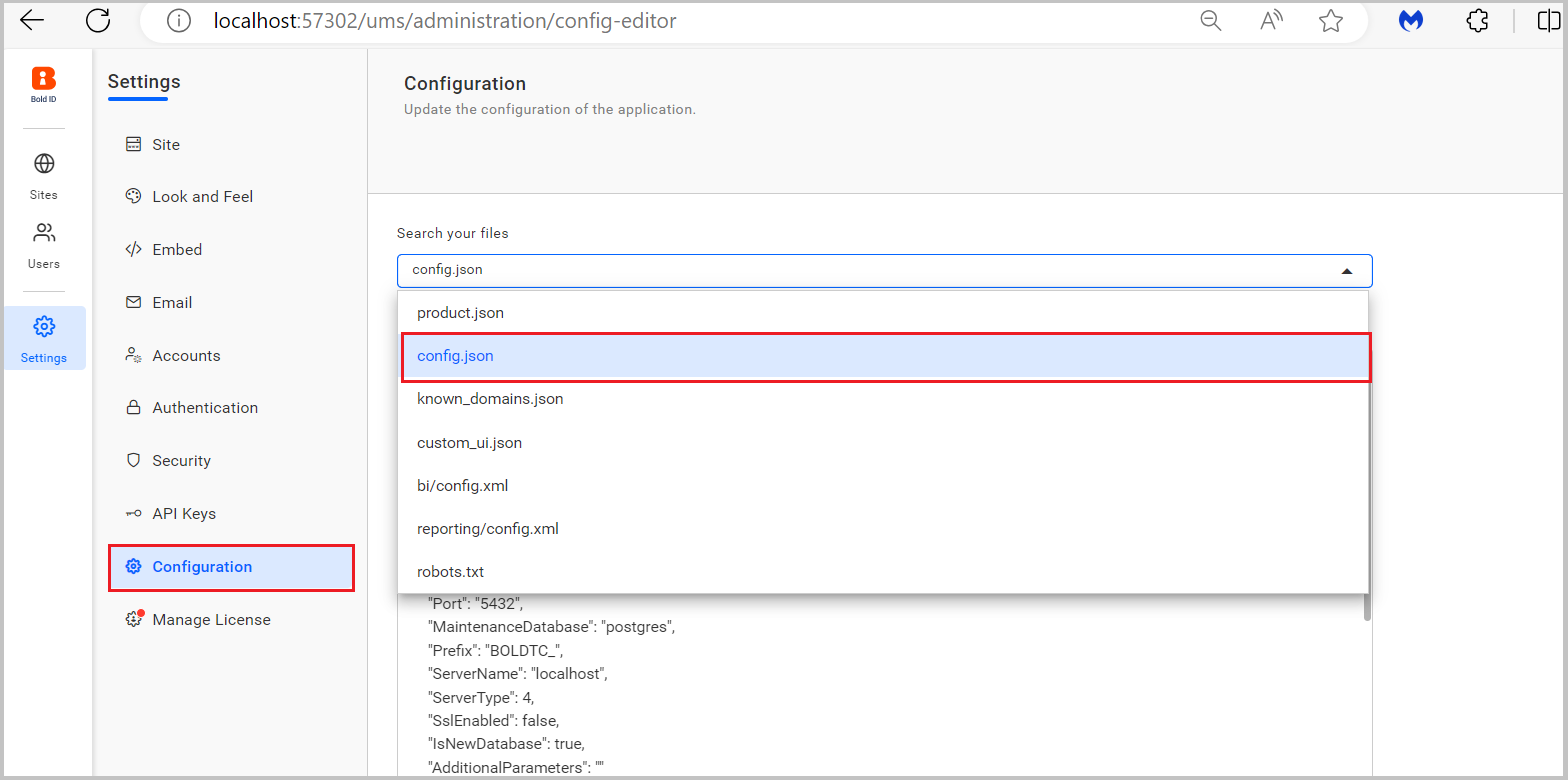 localhost:57302/ums/administration/config-editor
Bold ID
Sites
Users
Settings
Settings
Site
Look and Feel
Embed
Email
Accounts
Authentication
Security
API Keys
Configuration
Manage License
Configuration
Update the configuration of the application.
Search your files
config.json
product.json
config.json
known_domains.json
custom_ui.json
bi/config.xml
reporting/config.xml
robots.txt
"Port": "5432",
"MaintenanceDatabase": "postgres",
"Prefix": "BOLDTC_",
"ServerName": "localhost",
"ServerType": 4,
"SslEnabled": false,
"IsNewDatabase": true,
"AdditionalParameters": ""